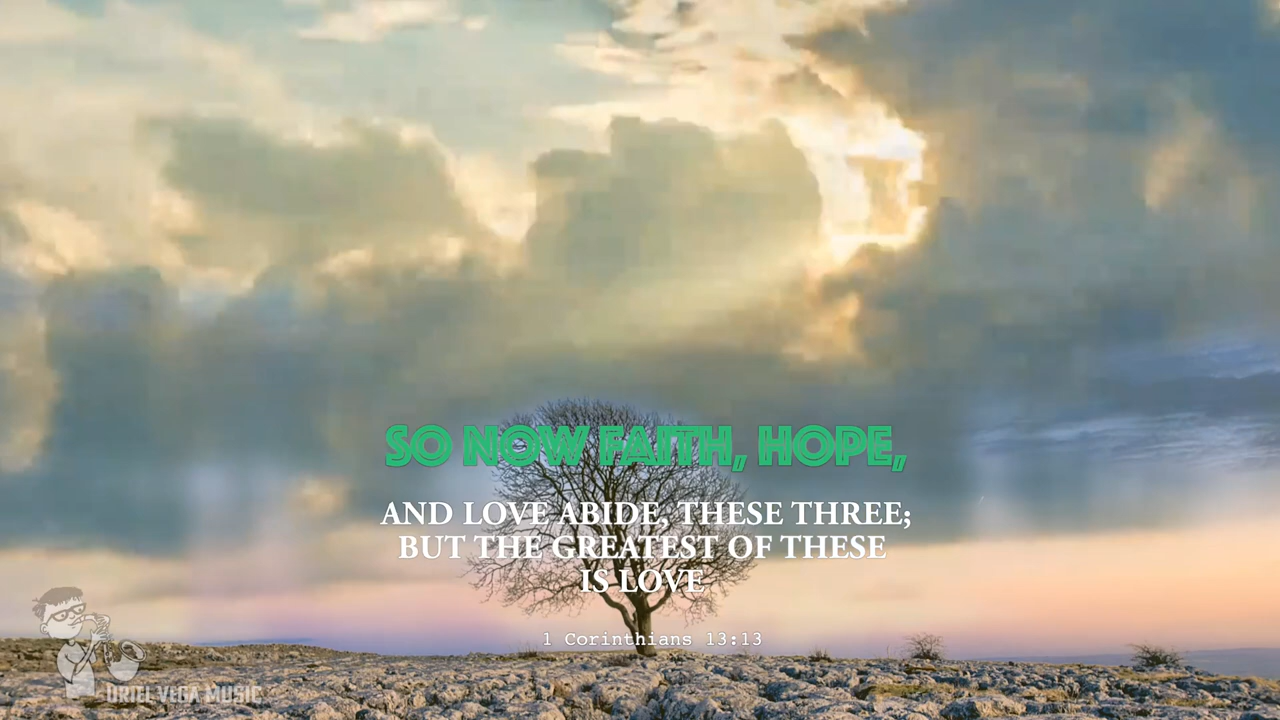 SO NOW FAITH, HOPE,
AND LOVE ABIDE, THESE THREE;
BUT THE GREATEST OF THESE
IS LOVE
1 Corinthians 13:13
ORIEL VEGA MUSIC